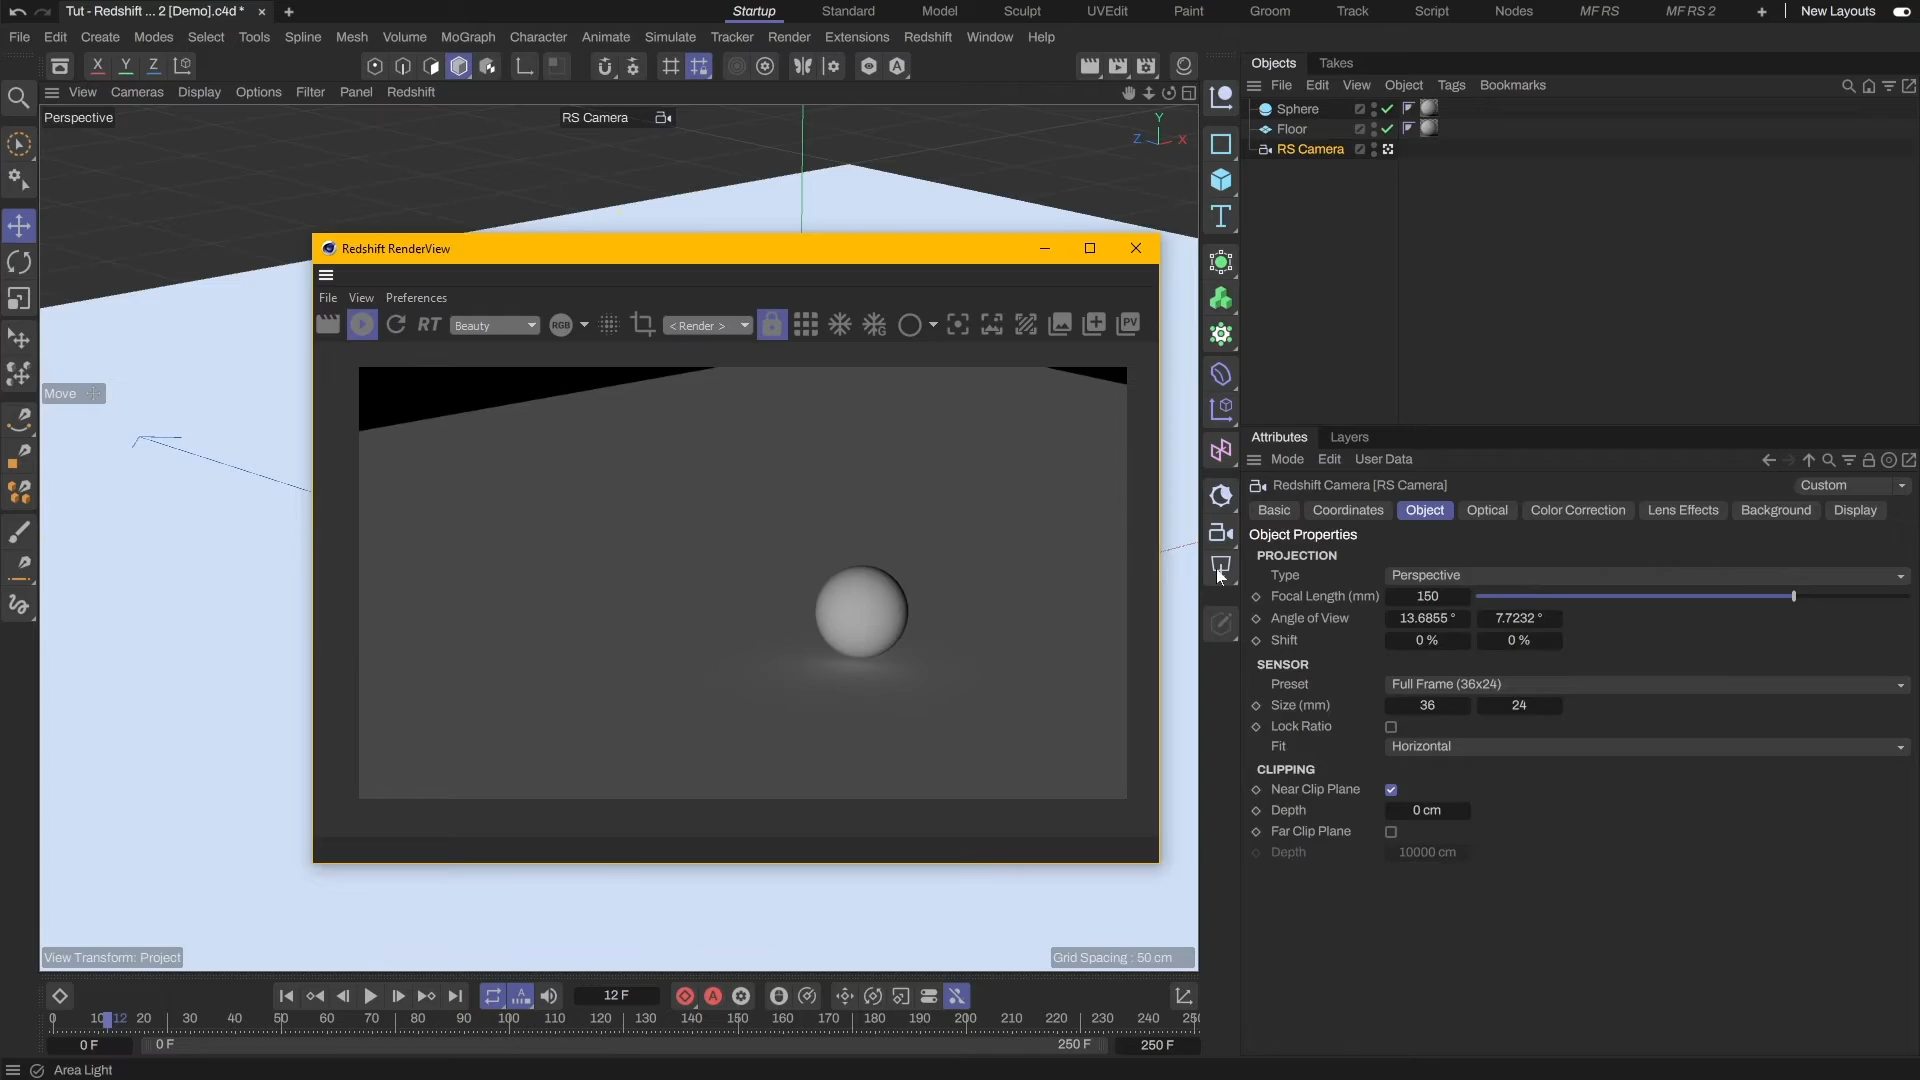 Tut - Redshift ... 2 [Demo].c4d *
Startup
Standard
Model
Sculpt
UVEdit
Paint
Groom
Track
Script
Nodes
MF RS
MF RS 2
New Layouts
File Edit Create Modes Select Tools Spline Mesh Volume MoGraph Character Animate Simulate Tracker Render Extensions Redshift Window Help
X Y Z
View Cameras Display Options Filter Panel Redshift
Perspective
RS Camera
Y
Z
X
Move
Redshift RenderView
File View Preferences
RT
Beauty
RGB
< Render >
PV
View Transform: Project
Grid Spacing : 50 cm
Objects Takes
File Edit View Object Tags Bookmarks
Sphere
Floor
RS Camera
Attributes Layers
Mode Edit User Data
Redshift Camera [RS Camera]
Custom
Basic Coordinates Object Optical Color Correction Lens Effects Background Display
Object Properties
PROJECTION
Type Perspective
Focal Length (mm) 150
Angle of View 13.6855 ° 7.7232 °
Shift 0 % 0 %
SENSOR
Preset Full Frame (36x24)
Size (mm) 36 24
Lock Ratio
Fit Horizontal
CLIPPING
Near Clip Plane
Depth 0 cm
Far Clip Plane
Depth 10000 cm
12 F
0 10 12 20 30 40 50 60 70 80 90 100 110 120 130 140 150 160 170 180 190 200 210 220 230 240
0 F 0 F 250 F 250 F
Area Light